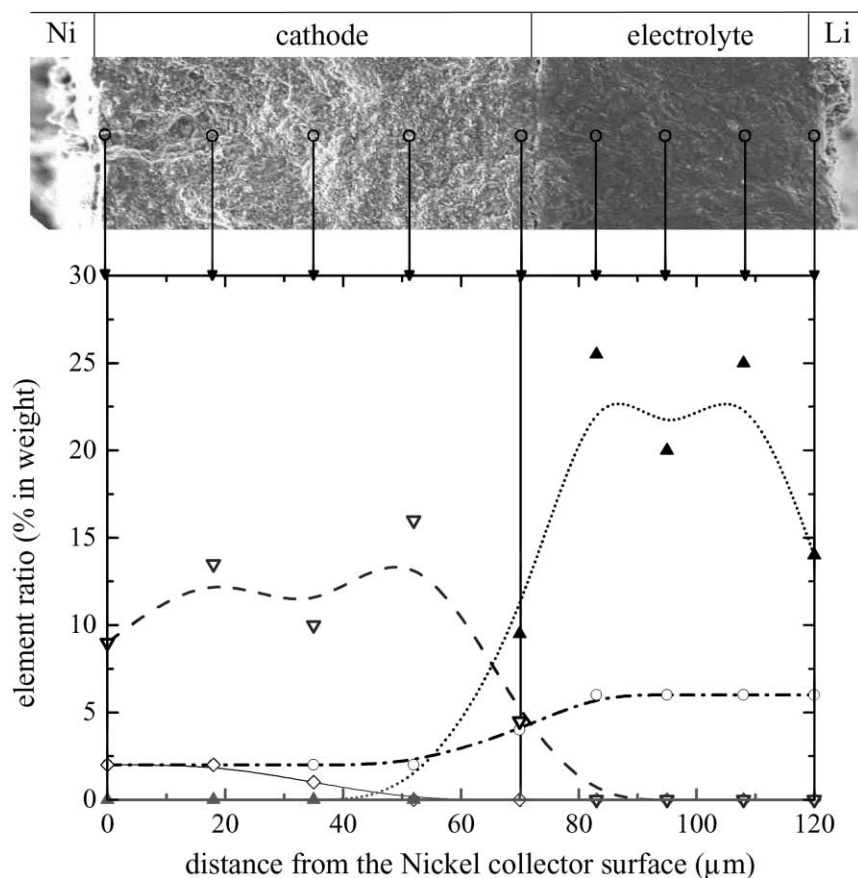 Ni cathode electrolyte Li
30
25
20
15
10
5
0
element ratio (% in weight)
0 20 40 60 80 100 120
distance from the Nickel collector surface (μm)